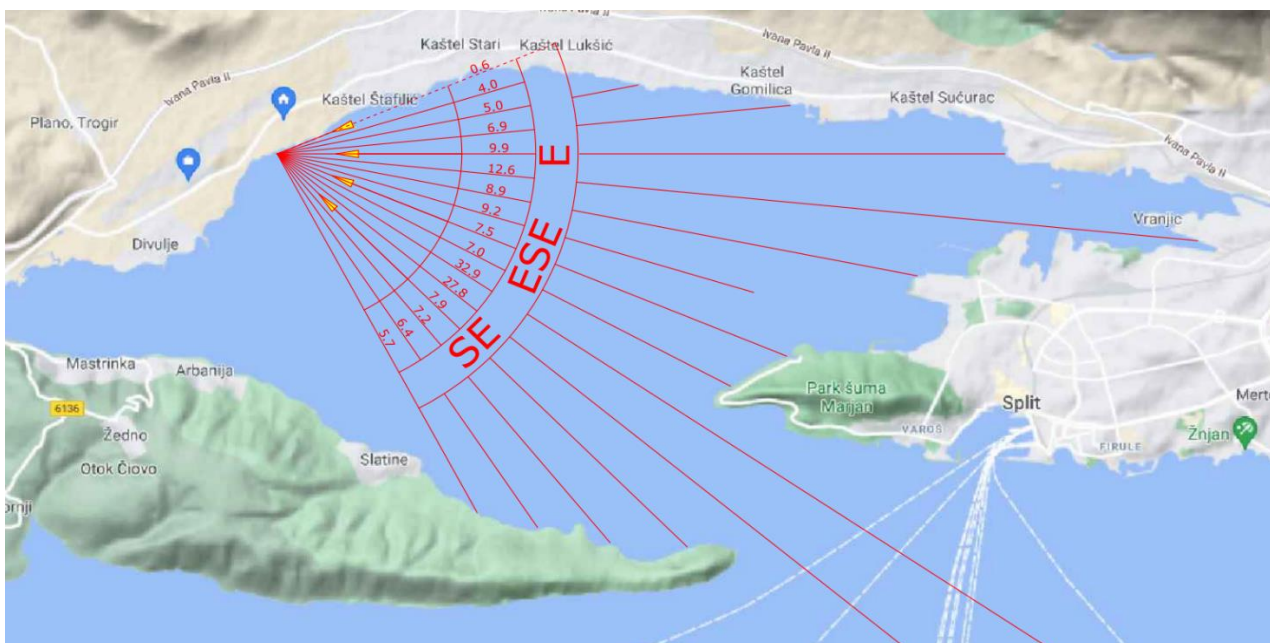 Ivana Pavla II
Ivana Pavla II
Ivana Pavla II
Ivana Pavla II
Kaštel Stari
Kaštel Lukšić
Kaštel
Gomilica
Kaštel Sućurac
Kaštel Štafilić
Plano, Trogir
Divulje
Vranjic
0.6
4.0
5.0
6.9
9.9
12.6
8.9
9.2
7.5
7.0
32.9
27.8
7.9
7.2
6.4
5.7
E
ESE
SE
Mastrinka
Arbanija
6136
Žedno
Otok Čiovo
Slatine
Park šuma
Marjan
Split
VAROŠ
FIRULE
Žnjan